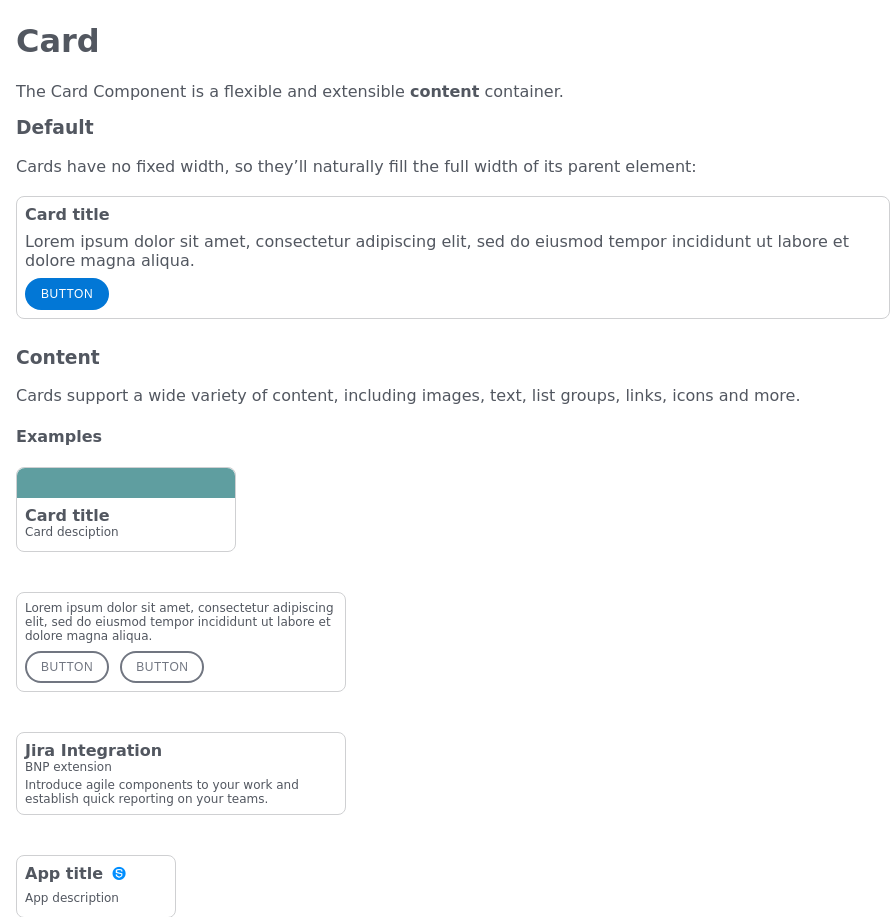 Card
The Card Component is a flexible and extensible content container.
Default
Cards have no fixed width, so they’ll naturally fill the full width of its parent element:
Card title
Lorem ipsum dolor sit amet, consectetur adipiscing elit, sed do eiusmod tempor incididunt ut labore et
dolore magna aliqua.
BUTTON
Content
Cards support a wide variety of content, including images, text, list groups, links, icons and more.
Examples
Card title
Card desciption
Lorem ipsum dolor sit amet, consectetur adipiscing
elit, sed do eiusmod tempor incididunt ut labore et
dolore magna aliqua.
BUTTON BUTTON
Jira Integration
BNP extension
Introduce agile components to your work and
establish quick reporting on your teams.
App title S
App description